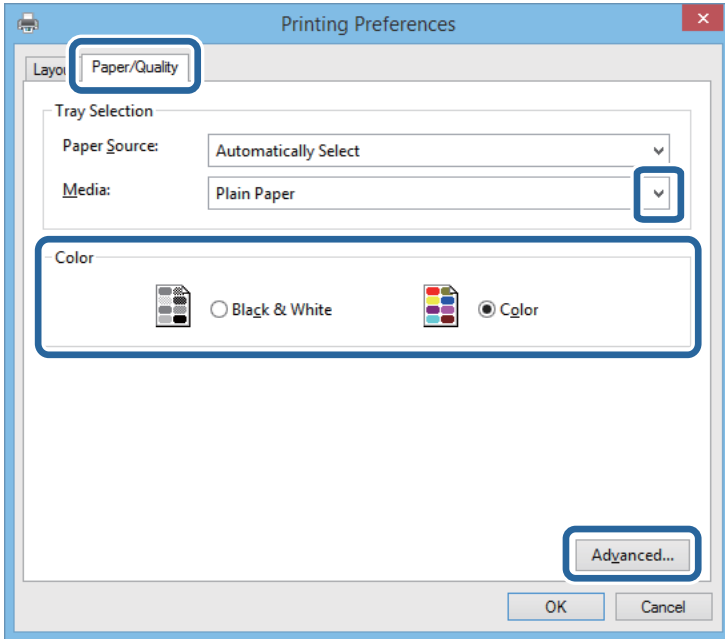 Printing Preferences
Layou Paper/Quality
Tray Selection
Paper Source: Automatically Select
Media: Plain Paper
Color
Black & White Color
Advanced...
OK Cancel